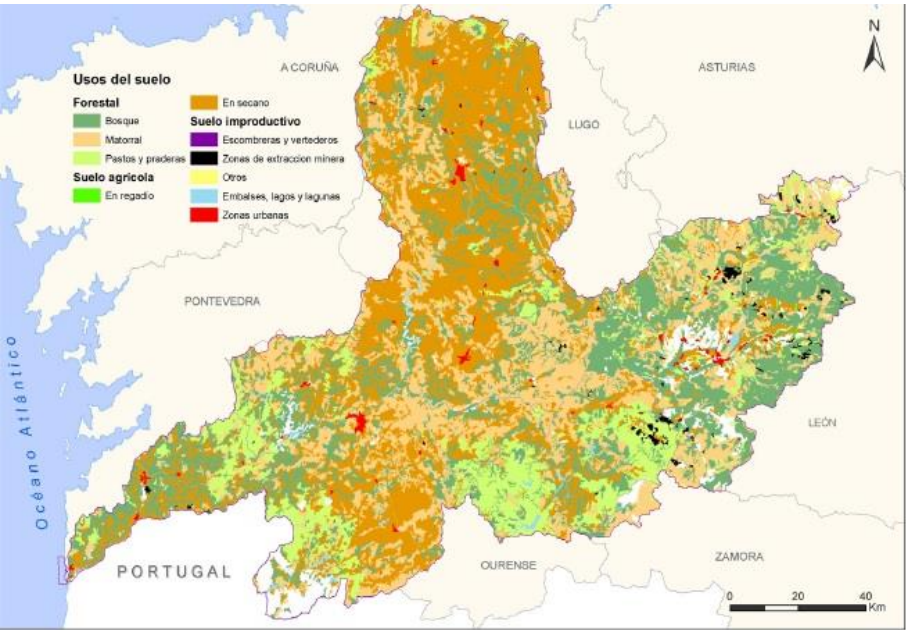 N
A CORUÑA
ASTURIAS
LUGO
Usos del suelo
Forestal
Bosque
Matorral
Pastos y praderas
Suelo agrícola
En regadío
En secano
Suelo improductivo
Escombreras y vertederos
Zonas de extraccion minera
Otros
Embalses, lagos y lagunas
Zonas urbanas
PONTEVEDRA
Océano Atlántico
LEÓN
PORTUGAL
OURENSE
ZAMORA
0 20 40
Km